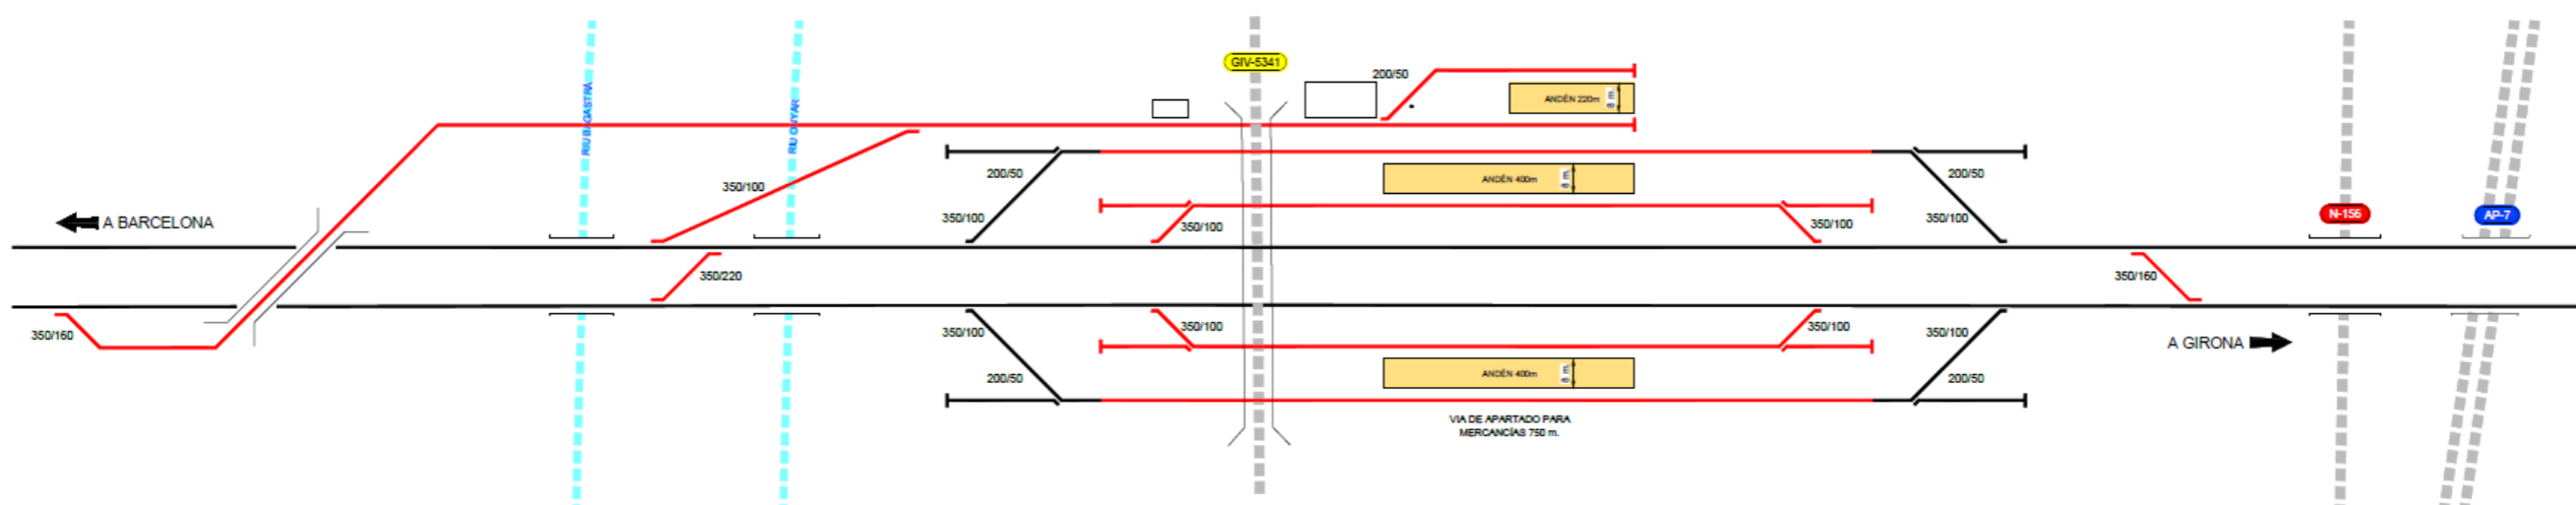 GIV-5341
200/50
ANDÉN 220m
8 m.
RIU BAGASTRÀ
RIU ONYAR
200/50
200/50
ANDÉN 400m
8 m.
350/100
A BARCELONA
350/100
350/100
350/100
350/100
N-156
AP-7
350/220
350/160
350/160
350/100
350/100
350/100
350/100
A GIRONA
200/50
ANDÉN 400m
8 m.
200/50
VIA DE APARTADO PARA
MERCANCÍAS 750 m.